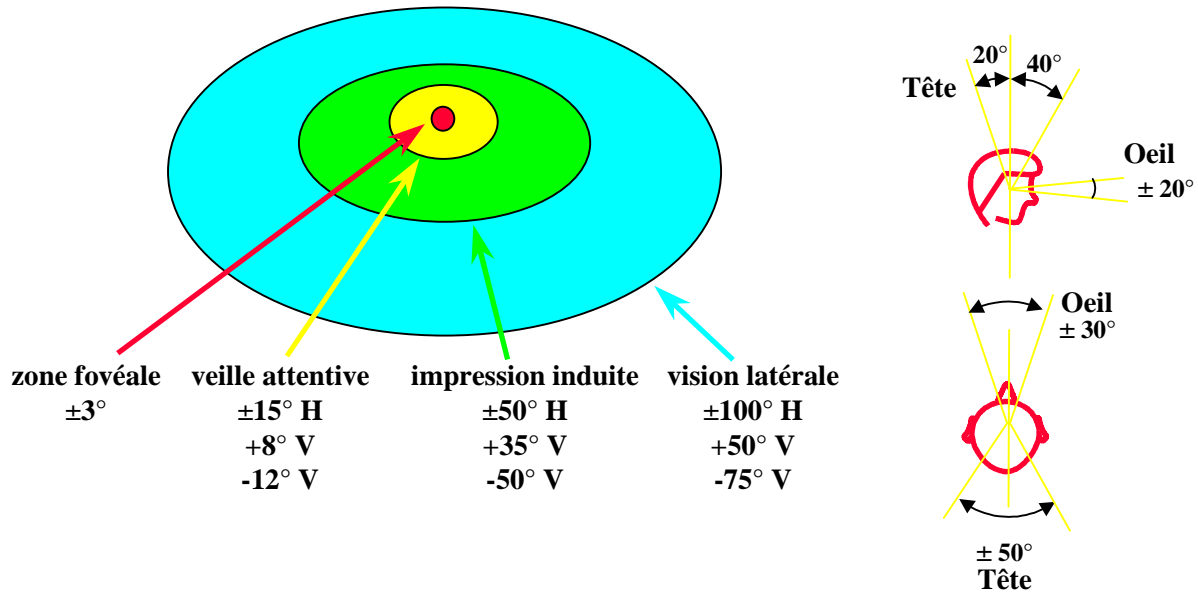 20°
40°
Tête
Oeil
± 20°
Oeil
± 30°
zone fovéale
±3°
veille attentive
±15° H
+8° V
-12° V
impression induite
±50° H
+35° V
-50° V
vision latérale
±100° H
+50° V
-75° V
± 50°
Tête